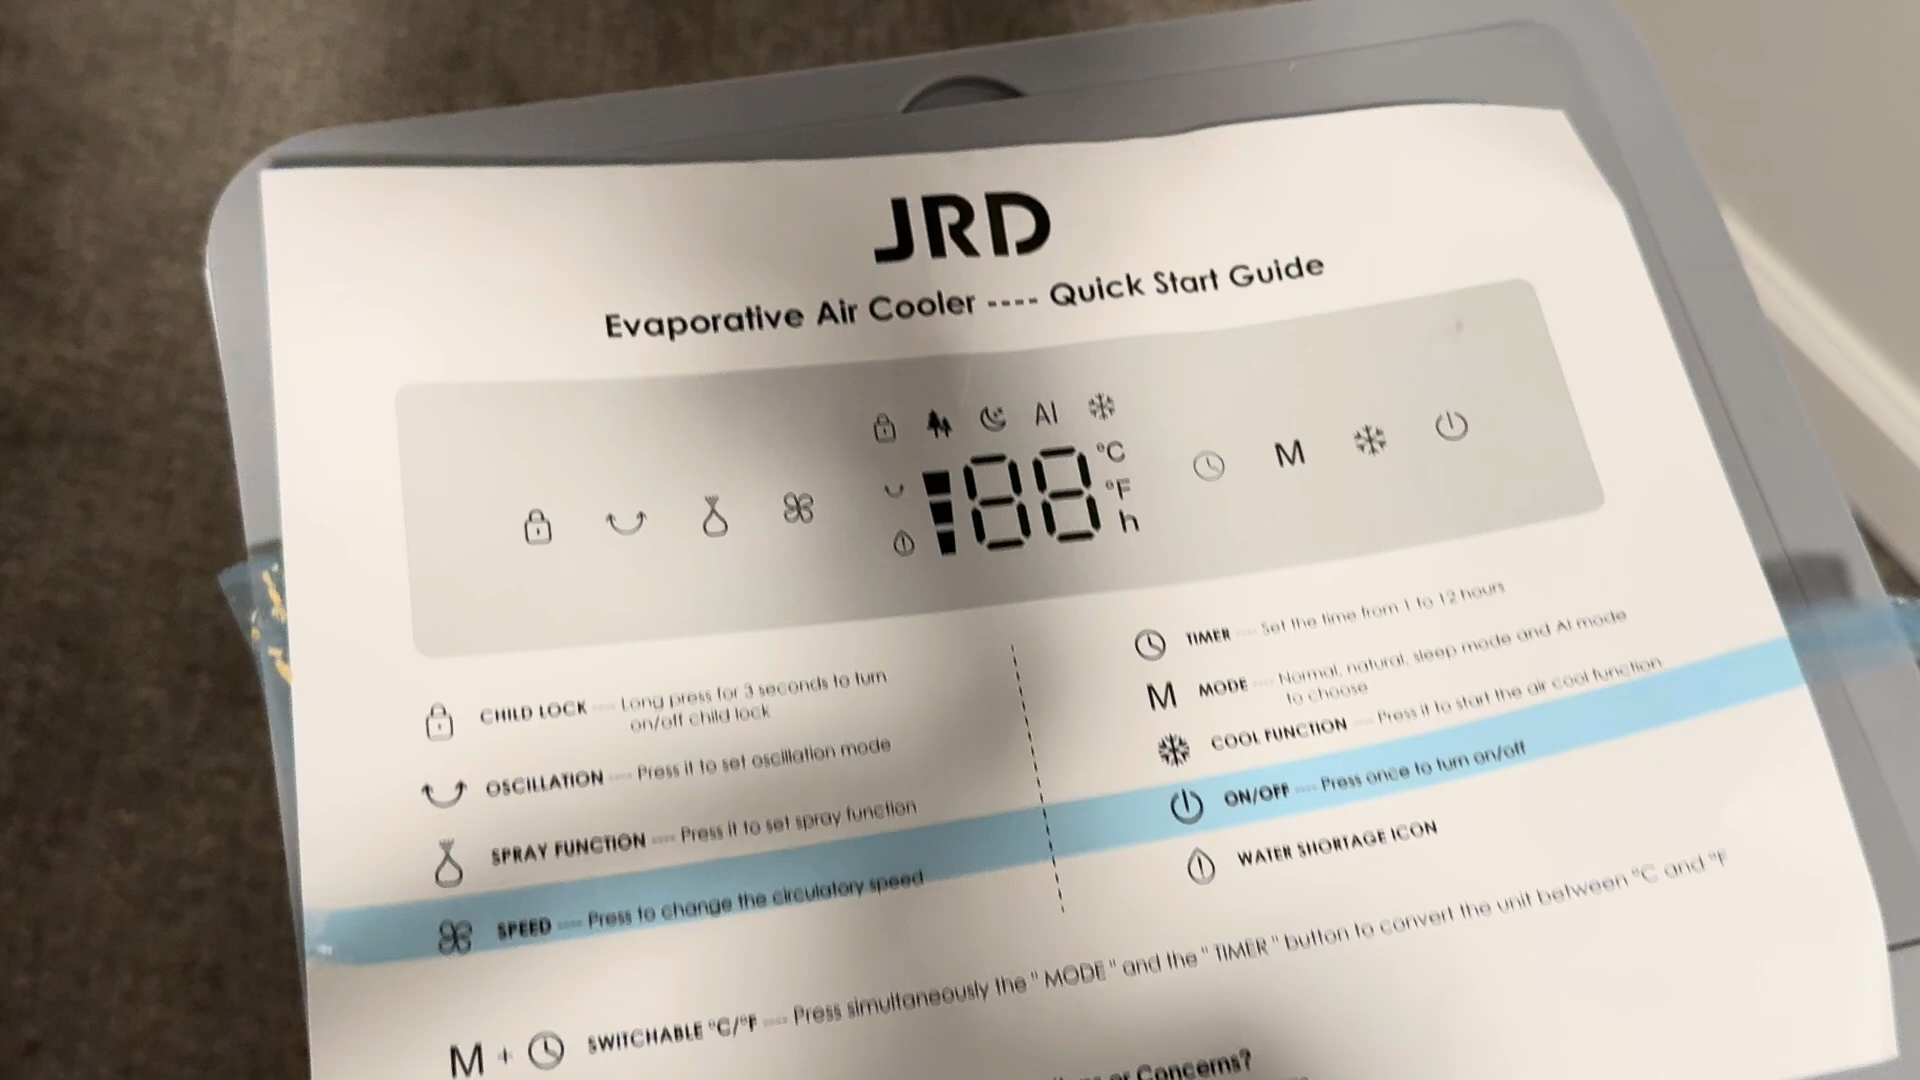 JRD
Evaporative Air Cooler ---- Quick Start Guide
AI
188
°C
°F
h
M
CHILD LOCK ---- Long press for 3 seconds to turn
on/off child lock
OSCILLATION ---- Press it to set oscillation mode
SPRAY FUNCTION ---- Press it to set spray function
SPEED ---- Press to change the circulatory speed
TIMER ---- Set the time from 1 to 12 hours
M MODE ---- Normal, natural, sleep mode and AI mode
to choose
COOL FUNCTION ---- Press it to start the air cool function
ON/OFF ---- Press once to turn on/off
WATER SHORTAGE ICON
M + SWITCHABLE °C/°F ---- Press simultaneously the "MODE" and the "TIMER" button to convert the unit between °C and °F
or Concerns?